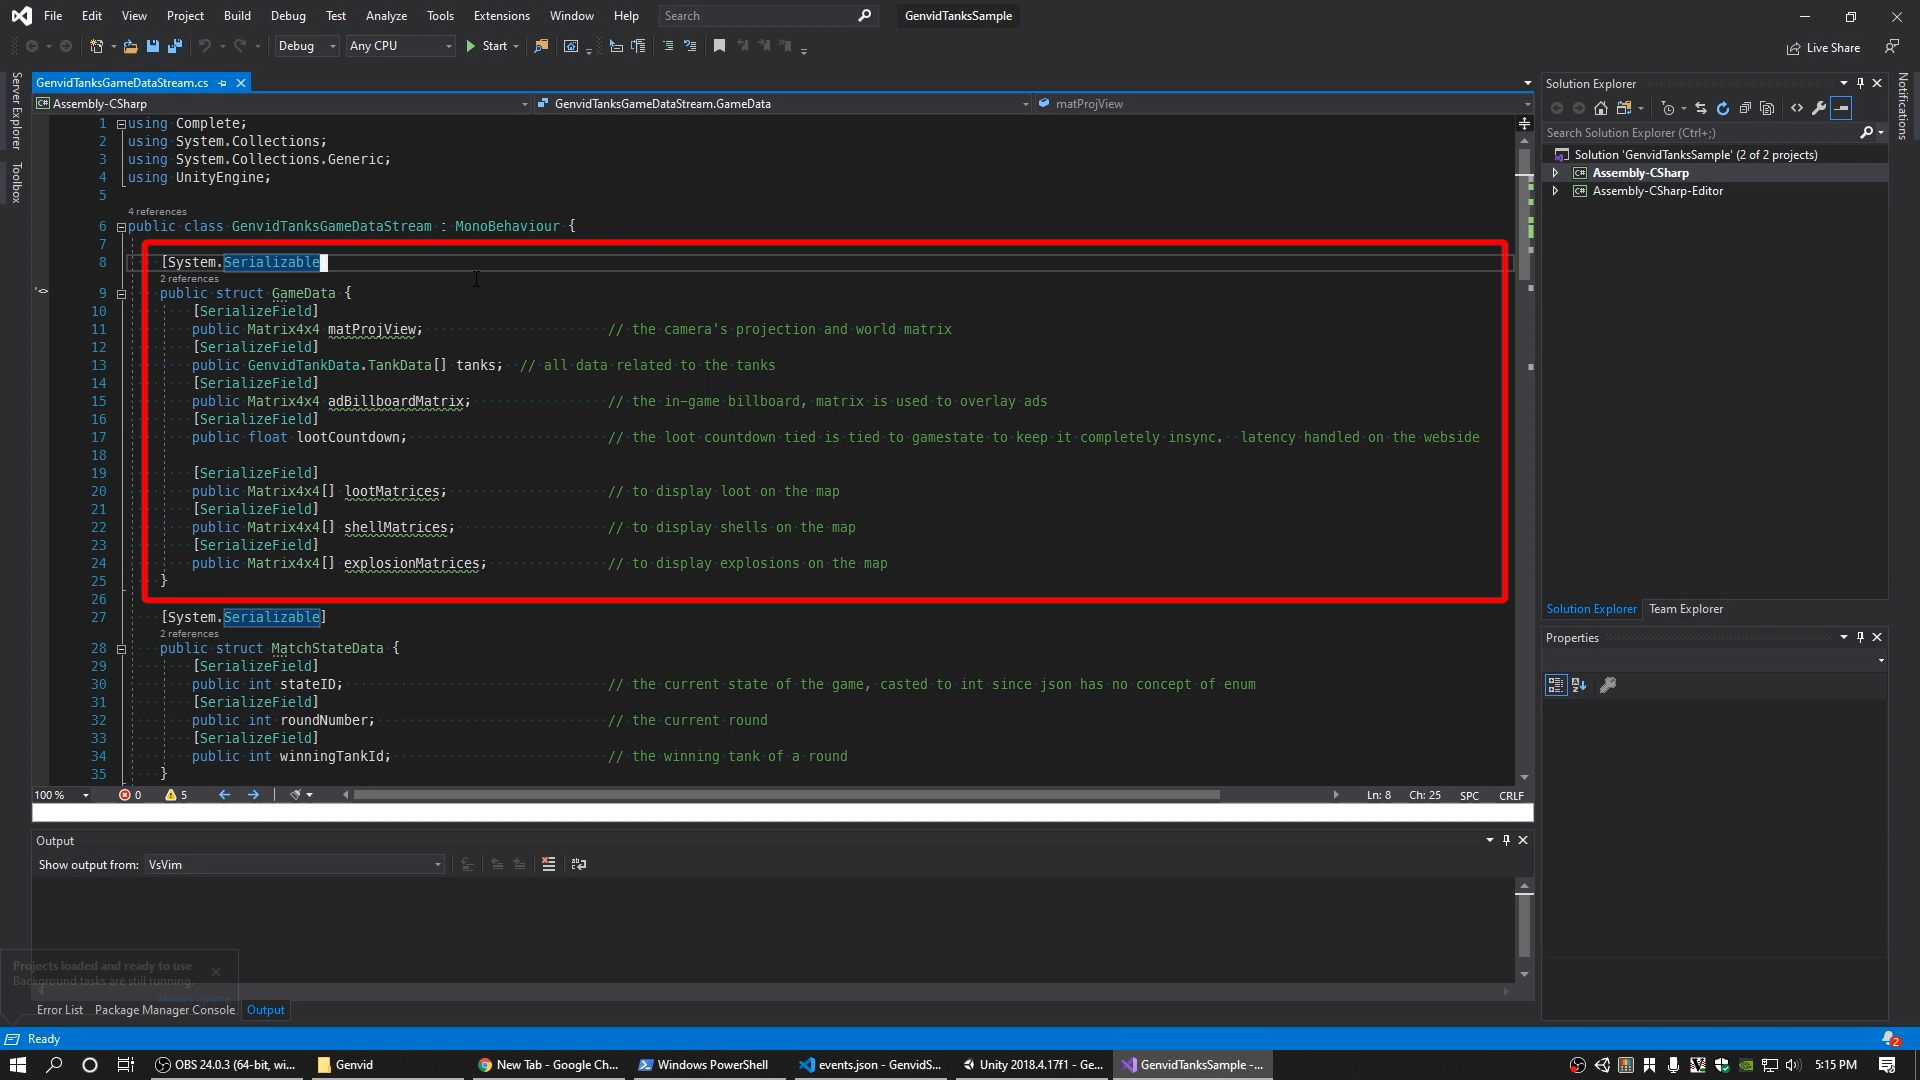 File Edit View Project Build Debug Test Analyze Tools Extensions Window Help Search GenvidTanksSample
Debug Any CPU Start Live Share
Server Explorer
Toolbox
Notifications
GenvidTanksGameDataStream.cs
Assembly-CSharp GenvidTanksGameDataStream.GameData matProjView
1 using Complete;
2 using System.Collections;
3 using System.Collections.Generic;
4 using UnityEngine;
5
4 references
6 public class GenvidTanksGameDataStream : MonoBehaviour {
7
8 [System.Serializable
2 references
9 public struct GameData {
10 [SerializeField]
11 public Matrix4x4 matProjView; // the camera's projection and world matrix
12 [SerializeField]
13 public GenvidTankData.TankData[] tanks; // all data related to the tanks
14 [SerializeField]
15 public Matrix4x4 adBillboardMatrix; // the in-game billboard, matrix is used to overlay ads
16 [SerializeField]
17 public float lootCountdown; // the loot countdown tied is tied to gamestate to keep it completely insync. latency handled on the webside
18
19 [SerializeField]
20 public Matrix4x4[] lootMatrices; // to display loot on the map
21 [SerializeField]
22 public Matrix4x4[] shellMatrices; // to display shells on the map
23 [SerializeField]
24 public Matrix4x4[] explosionMatrices; // to display explosions on the map
25 }
26
27 [System.Serializable]
2 references
28 public struct MatchStateData {
29 [SerializeField]
30 public int stateID; // the current state of the game, casted to int since json has no concept of enum
31 [SerializeField]
32 public int roundNumber; // the current round
33 [SerializeField]
34 public int winningTankId; // the winning tank of a round
35 }
100 % 0 5 Ln: 8 Ch: 25 SPC CRLF
Output
Show output from: VsVim
Projects loaded and ready to use
Background tasks are still running.
Always ignore
Error List Package Manager Console Output
Solution Explorer
Search Solution Explorer (Ctrl+;)
Solution 'GenvidTanksSample' (2 of 2 projects)
Assembly-CSharp
Assembly-CSharp-Editor
Solution Explorer Team Explorer
Properties
Ready 2
OBS 24.0.3 (64-bit, wi... Genvid New Tab - Google Ch... Windows PowerShell events.json - GenvidS... Unity 2018.4.17f1 - Ge... GenvidTanksSample -... 5:15 PM